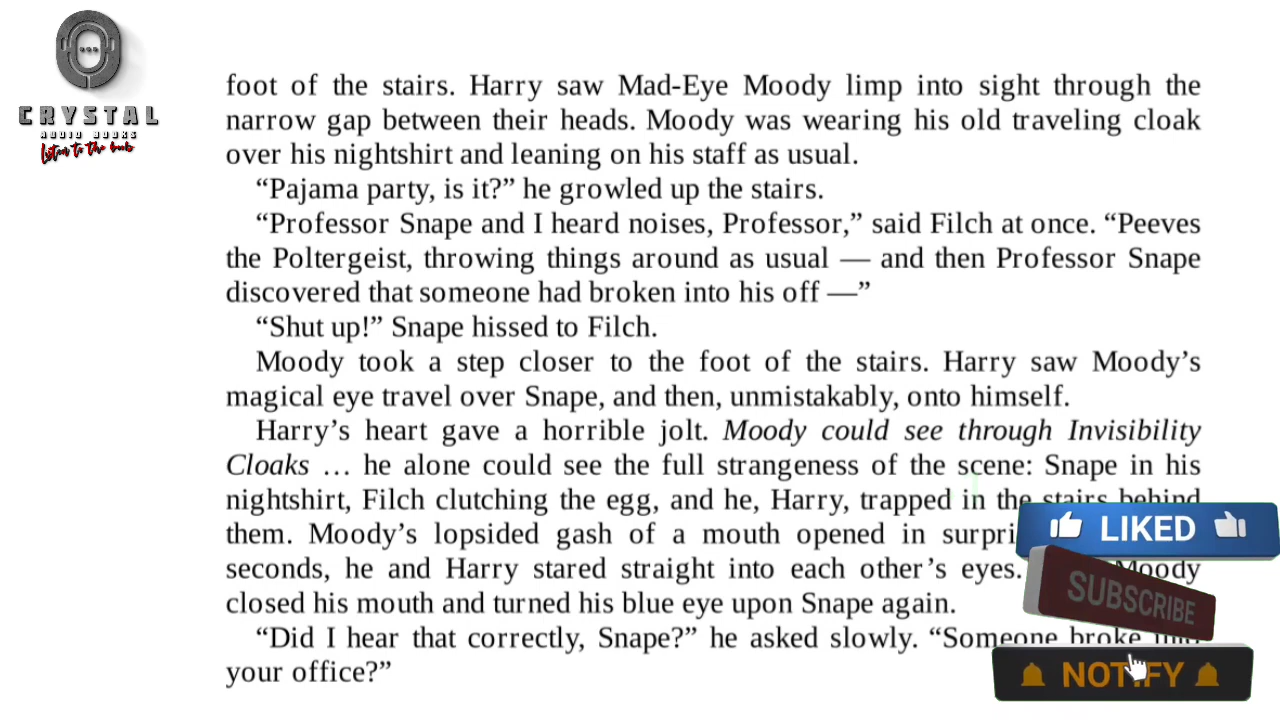 CRYSTAL
AUDIO BOOKS
Listen to the book
foot of the stairs. Harry saw Mad-Eye Moody limp into sight through the
narrow gap between their heads. Moody was wearing his old traveling cloak
over his nightshirt and leaning on his staff as usual.
“Pajama party, is it?” he growled up the stairs.
“Professor Snape and I heard noises, Professor,” said Filch at once. “Peeves
the Poltergeist, throwing things around as usual — and then Professor Snape
discovered that someone had broken into his off —”
“Shut up!” Snape hissed to Filch.
Moody took a step closer to the foot of the stairs. Harry saw Moody’s
magical eye travel over Snape, and then, unmistakably, onto himself.
Harry’s heart gave a horrible jolt. Moody could see through Invisibility
Cloaks … he alone could see the full strangeness of the scene: Snape in his
nightshirt, Filch clutching the egg, and he, Harry, trapped in the stairs behind
them. Moody’s lopsided gash of a mouth opened in
seconds, he and Harry stared straight into each other’s eyes. Moody
closed his mouth and turned his blue eye upon Snape again.
“Did I hear that correctly, Snape?” he asked slowly. “Someone broke into
your office?”
LIKED
SUBSCRIBE
NOTIFY